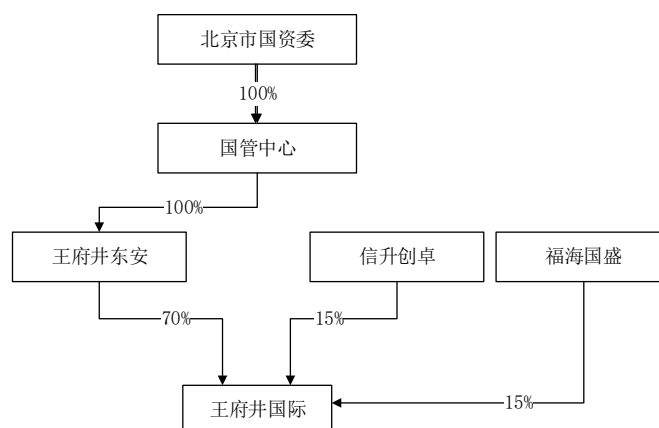 北京市国资委
100%
国管中心
100%
王府井东安
信升创卓
福海国盛
70%
15%
王府井国际
15%